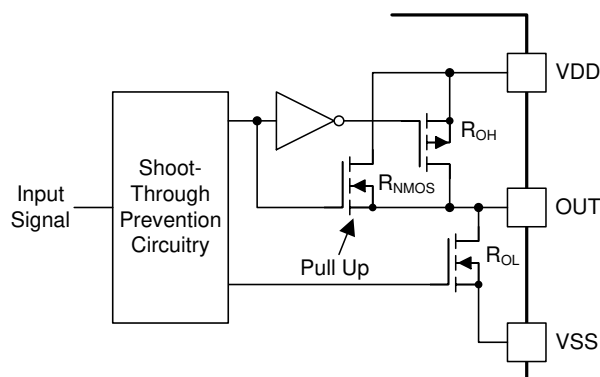 VDD
R_OH
Shoot-
Through
Prevention
Circuitry
Input
Signal
R_NMOS
OUT
Pull Up
R_OL
VSS